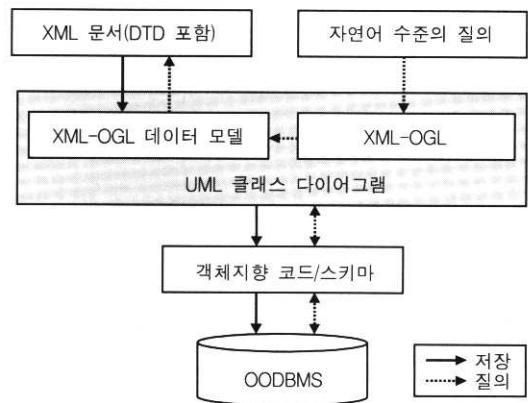 XML 문서(DTD 포함)
자연어 수준의 질의
XML-OGL 데이터 모델
XML-OGL
UML 클래스 다이어그램
객체지향 코드/스키마
OODBMS
저장
질의